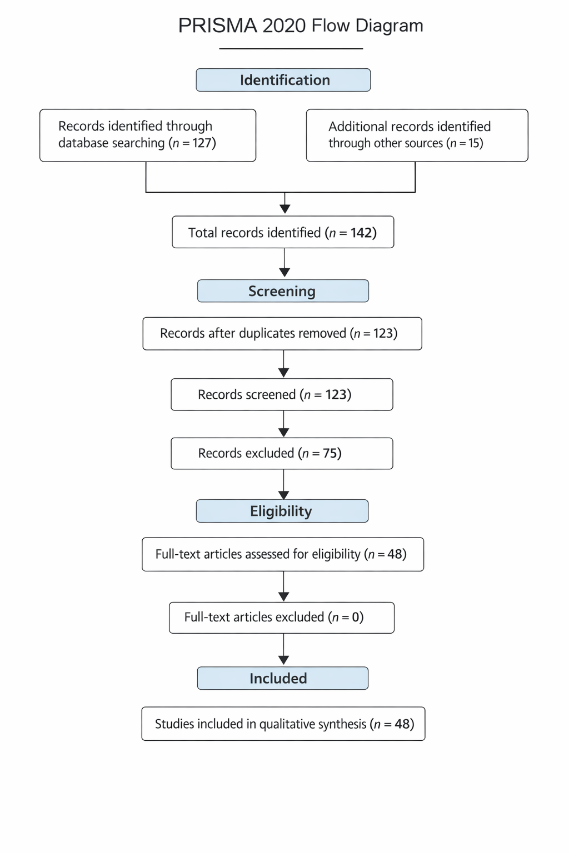 PRISMA 2020 Flow Diagram
Identification
Records identified through
database searching (n = 127)
Additional records identified
through other sources (n = 15)
Total records identified (n = 142)
Screening
Records after duplicates removed (n = 123)
Records screened (n = 123)
Records excluded (n = 75)
Eligibility
Full-text articles assessed for eligibility (n = 48)
Full-text articles excluded (n = 0)
Included
Studies included in qualitative synthesis (n = 48)